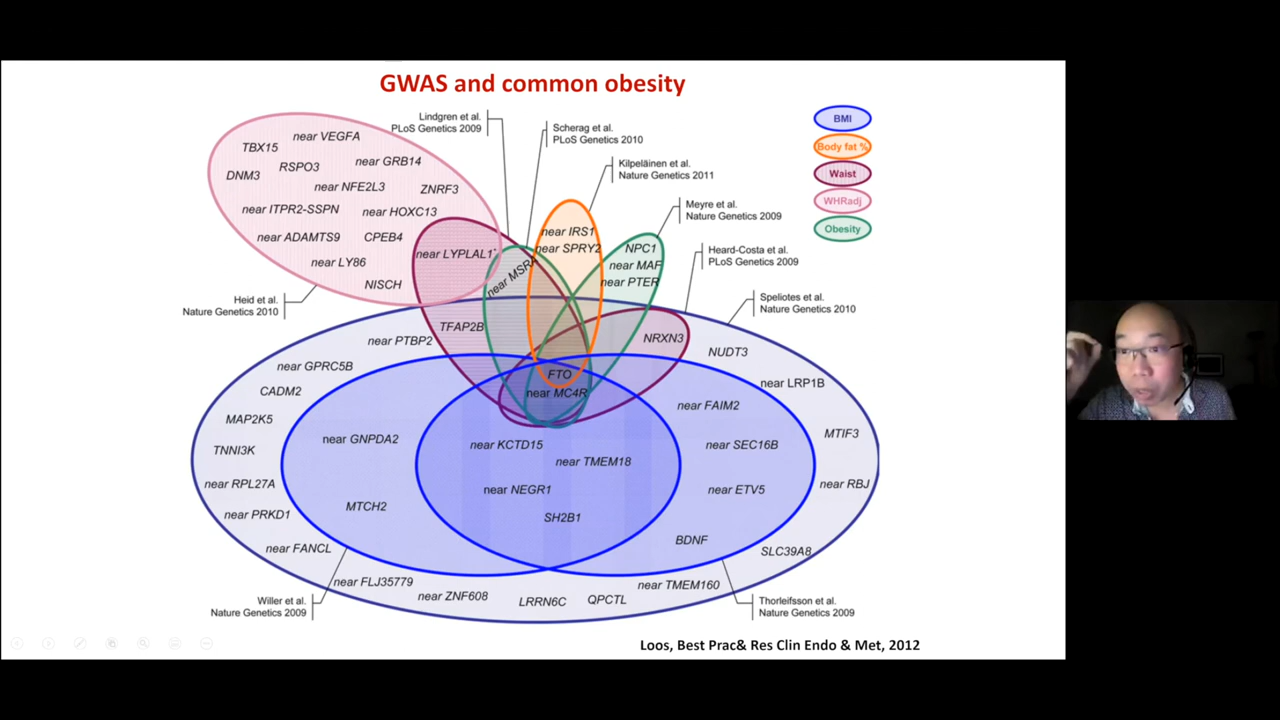 GWAS and common obesity
Lindgren et al.
PLoS Genetics 2009
Scherag et al.
PLoS Genetics 2010
Kilpeläinen et al.
Nature Genetics 2011
Meyre et al.
Nature Genetics 2009
Heard-Costa et al.
PLoS Genetics 2009
Speliotes et al.
Nature Genetics 2010
BMI
Body fat %
Waist
WHRadj
Obesity
near VEGFA
TBX15
near GRB14
RSPO3
DNM3
near NFE2L3
ZNRF3
near ITPR2-SSPN
near HOXC13
near ADAMTS9
CPEB4
near LY86
NISCH
Heid et al.
Nature Genetics 2010
near LYPLAL1
near MSRA
near IRS1
near SPRY2
NPC1
near MAF
near PTER
TFAP2B
near PTBP2
NRXN3
NUDT3
near GPRC5B
FTO
near LRP1B
CADM2
near MC4R
near FAIM2
MAP2K5
MTIF3
near GNPDA2
near KCTD15
near SEC16B
TNNI3K
near TMEM18
near RPL27A
near NEGR1
near ETV5
near RBJ
MTCH2
near PRKD1
SH2B1
BDNF
near FANCL
SLC39A8
near FLJ35779
near ZNF608
LRRN6C
QPCTL
near TMEM160
Willer et al.
Nature Genetics 2009
Thorleifsson et al.
Nature Genetics 2009
Loos, Best Prac& Res Clin Endo & Met, 2012